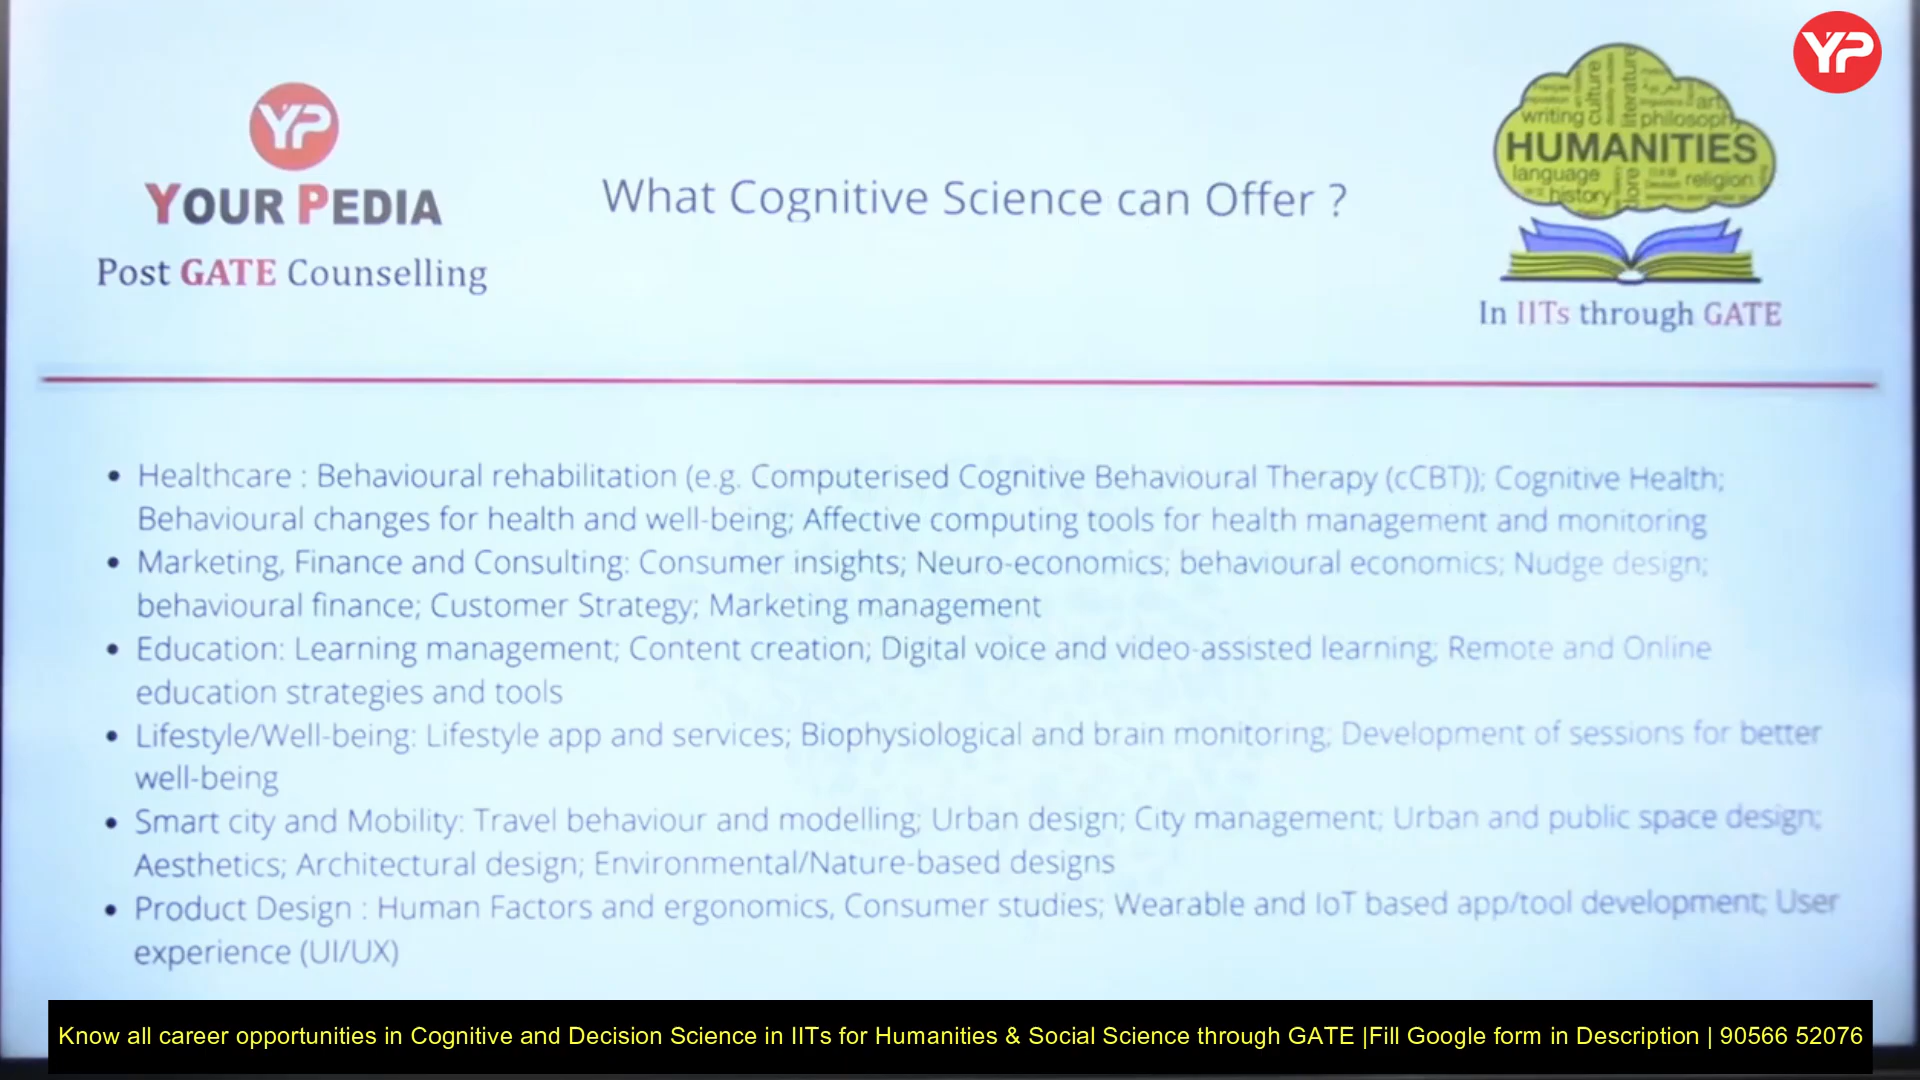 YP
YP
YOUR PEDIA
Post GATE Counselling
What Cognitive Science can Offer ?
culture
literature
art
writing
philosophy
HUMANITIES
language
religion
history
In IITs through GATE
• Healthcare : Behavioural rehabilitation (e.g. Computerised Cognitive Behavioural Therapy (cCBT)); Cognitive Health;
Behavioural changes for health and well-being; Affective computing tools for health management and monitoring
• Marketing, Finance and Consulting: Consumer insights; Neuro-economics; behavioural economics; Nudge design;
behavioural finance; Customer Strategy; Marketing management
• Education: Learning management; Content creation; Digital voice and video-assisted learning; Remote and Online
education strategies and tools
• Lifestyle/Well-being: Lifestyle app and services; Biophysiological and brain monitoring; Development of sessions for better
well-being
• Smart city and Mobility: Travel behaviour and modelling; Urban design; City management; Urban and public space design;
Aesthetics; Architectural design; Environmental/Nature-based designs
• Product Design : Human Factors and ergonomics, Consumer studies; Wearable and IoT based app/tool development; User
experience (UI/UX)
Know all career opportunities in Cognitive and Decision Science in IITs for Humanities & Social Science through GATE |Fill Google form in Description | 90566 52076